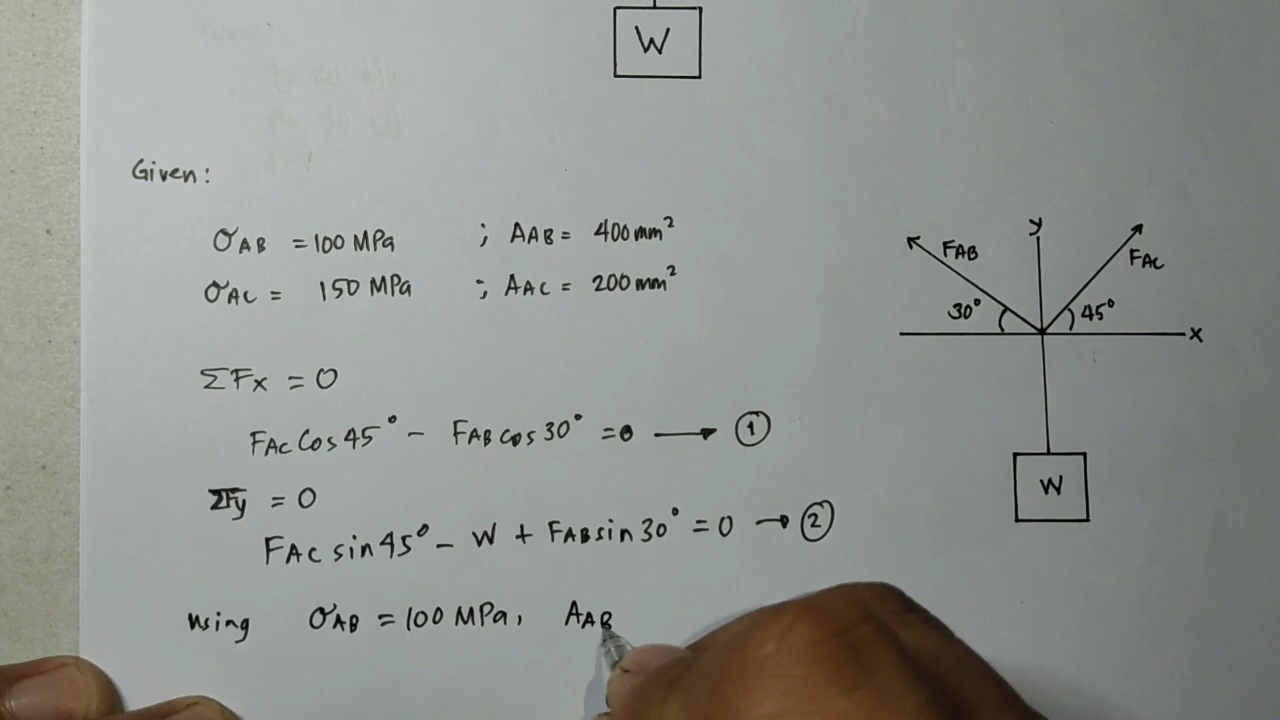 W
Given:
σAB = 100 MPa ; AAB = 400 mm²
σAC = 150 MPa ; AAC = 200 mm²
ΣFx = 0
FAC Cos 45° - FAB cos 30° = 0 → ①
ΣFy = 0
FAC sin 45° - W + FAB sin 30° = 0 → ②
using σAB = 100 MPa, AAB
y
FAB
FAC
30°
45°
x
W